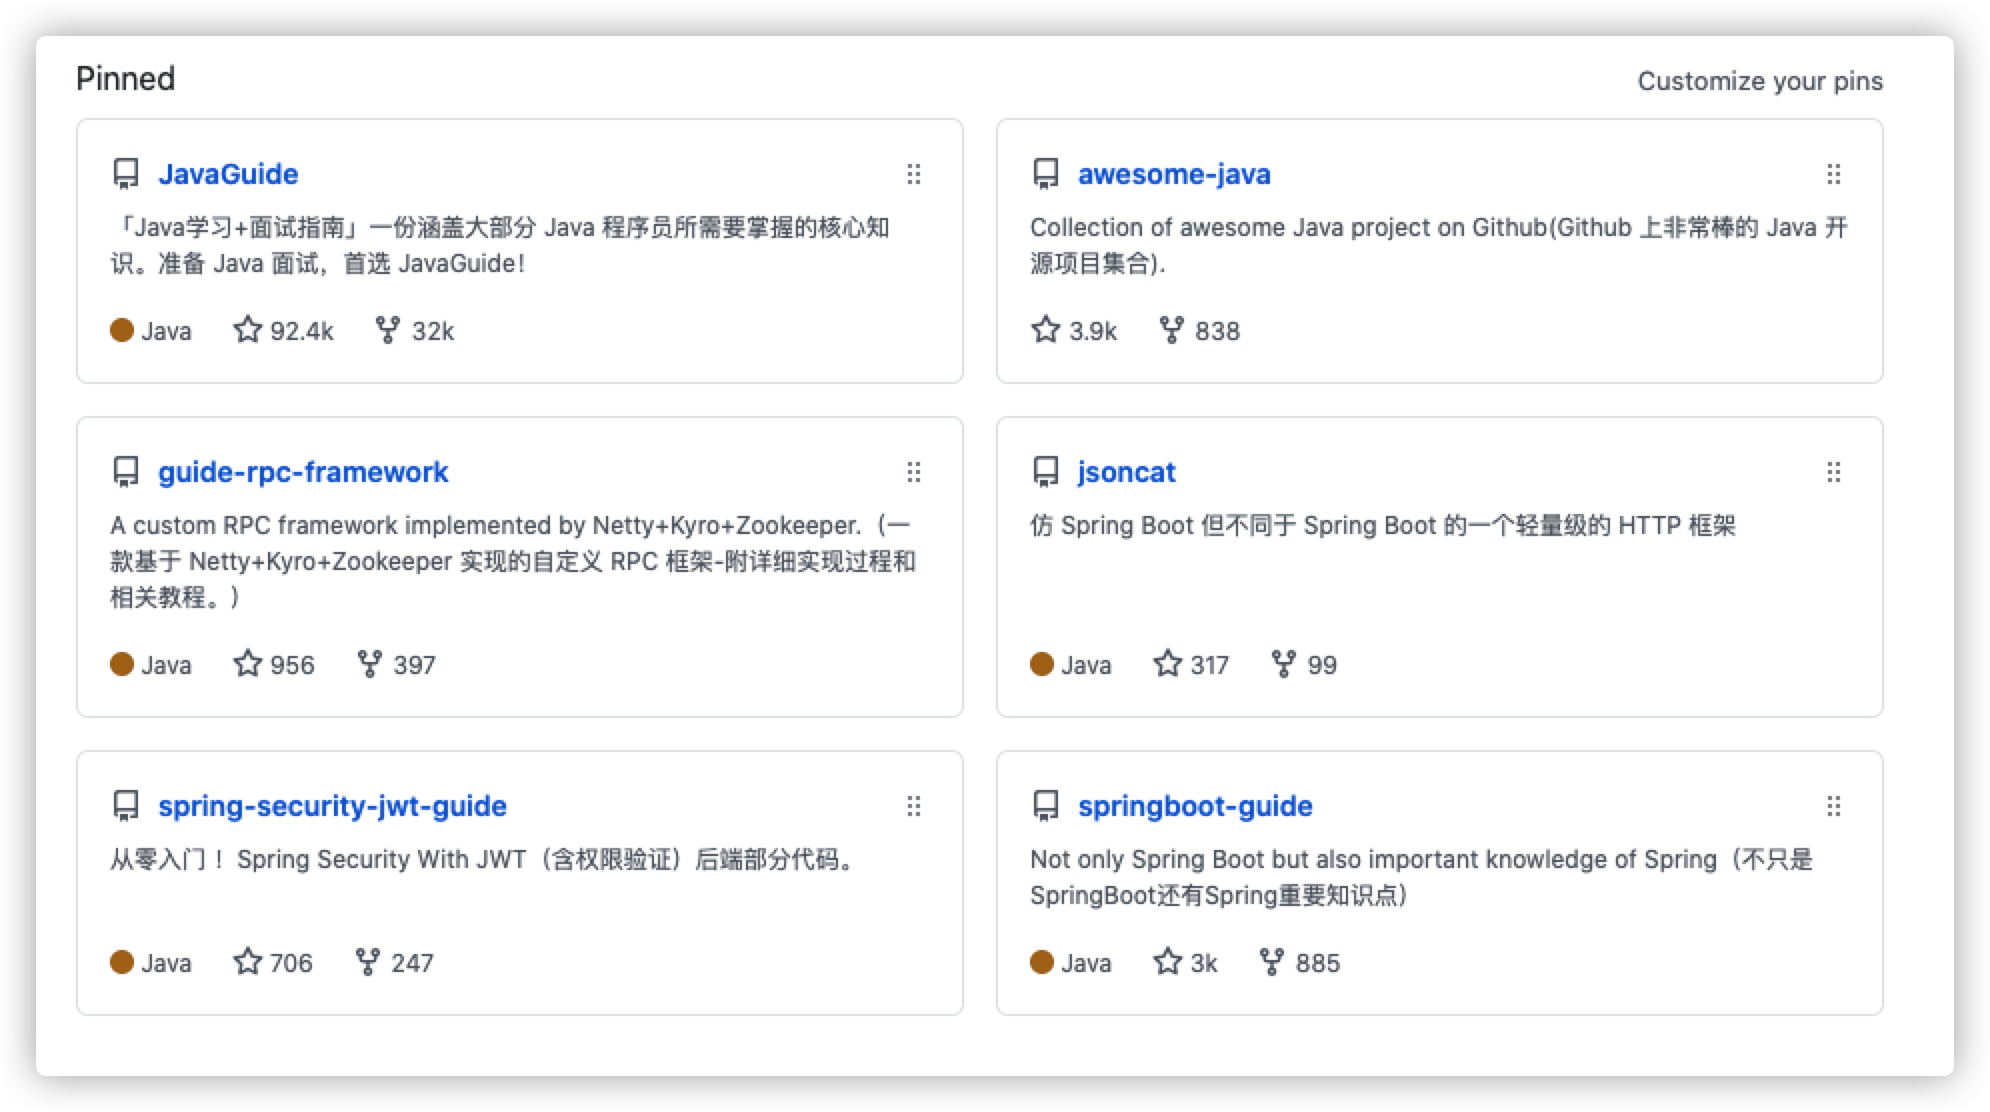 Pinned
Customize your pins
JavaGuide
「Java学习+面试指南」一份涵盖大部分 Java 程序员所需要掌握的核心知
识。准备 Java 面试，首选 JavaGuide！
Java 92.4k 32k
awesome-java
Collection of awesome Java project on Github(Github 上非常棒的 Java 开
源项目集合).
3.9k 838
guide-rpc-framework
A custom RPC framework implemented by Netty+Kyro+Zookeeper.（一
款基于 Netty+Kyro+Zookeeper 实现的自定义 RPC 框架-附详细实现过程和
相关教程。）
Java 956 397
jsoncat
仿 Spring Boot 但不同于 Spring Boot 的一个轻量级的 HTTP 框架
Java 317 99
spring-security-jwt-guide
从零入门 ！Spring Security With JWT（含权限验证）后端部分代码。
Java 706 247
springboot-guide
Not only Spring Boot but also important knowledge of Spring（不只是
SpringBoot还有Spring重要知识点）
Java 3k 885